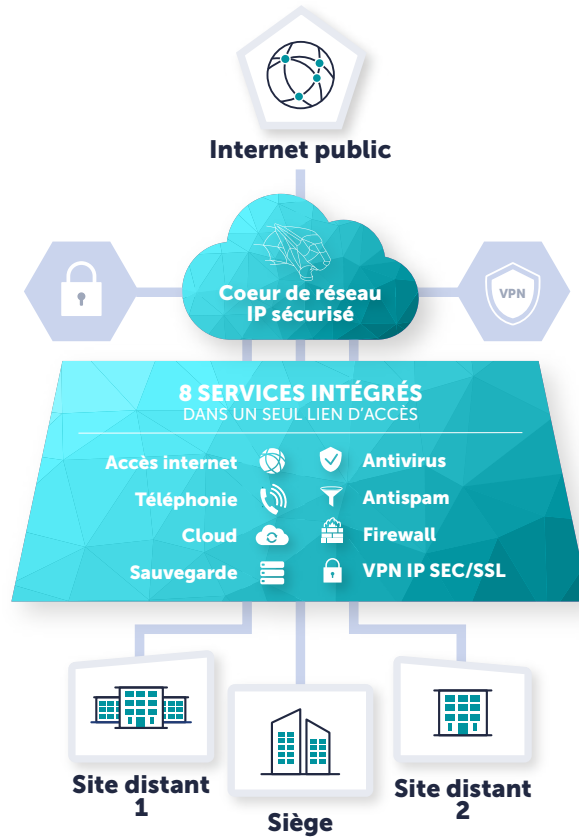 Internet public
Coeur de réseau
IP sécurisé
VPN
8 SERVICES INTÉGRÉS
DANS UN SEUL LIEN D'ACCÈS
Accès internet
Antivirus
Téléphonie
Antispam
Cloud
Firewall
Sauvegarde
VPN IP SEC/SSL
Site distant
1
Siège
Site distant
2